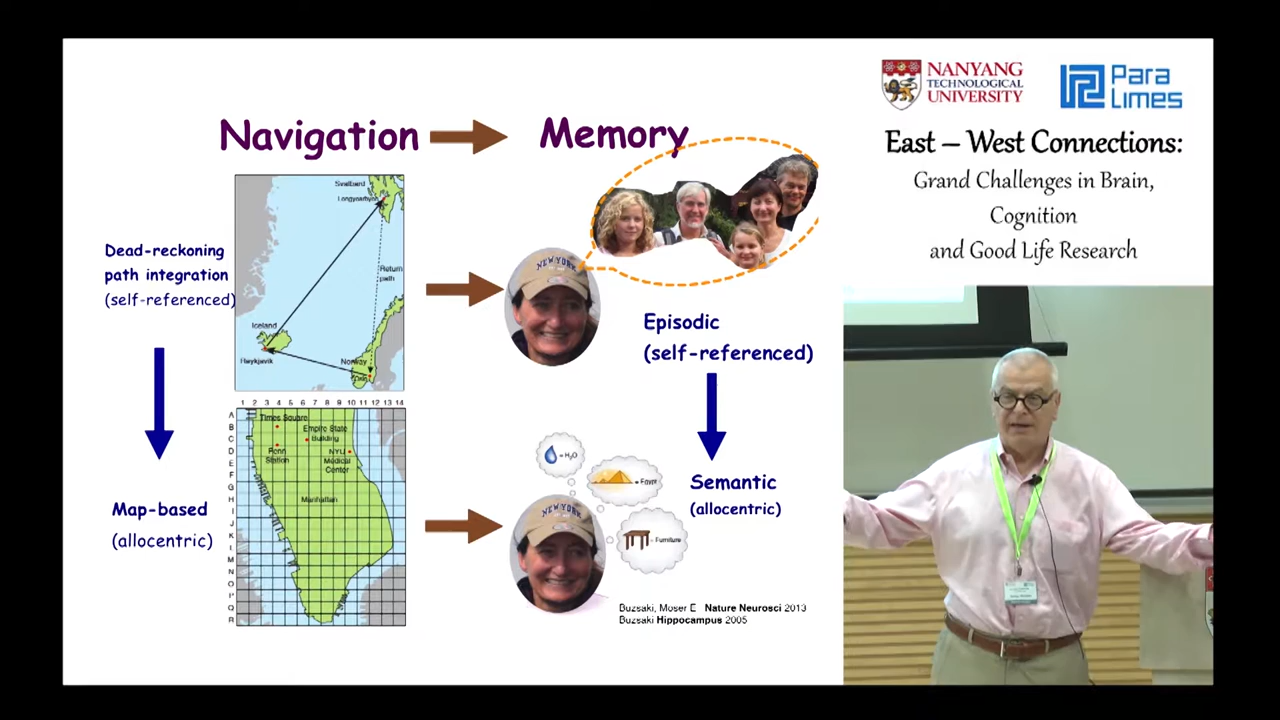 NANYANG
TECHNOLOGICAL
UNIVERSITY
Para
Limes
East – West Connections:
Grand Challenges in Brain,
Cognition
and Good Life Research
Navigation
Memory
Dead-reckoning
path integration
(self-referenced)
Svalbard
Longyearbyen
Return
path
Iceland
Reykjavik
Norway
Oslo
NEW YORK
Episodic
(self-referenced)
Map-based
(allocentric)
1 2 3 4 5 6 7 8 9 10 11 12 13 14
A
B
C
D
E
F
G
H
I
J
K
L
M
N
O
P
Q
R
Times Square
Empire State
Building
Penn
Station
NYU
Medical
Center
Manhattan
= H₂O
= Egypt
= Furniture
NEW YORK
Semantic
(allocentric)
Buzsaki, Moser E Nature Neurosci 2013
Buzsaki Hippocampus 2005